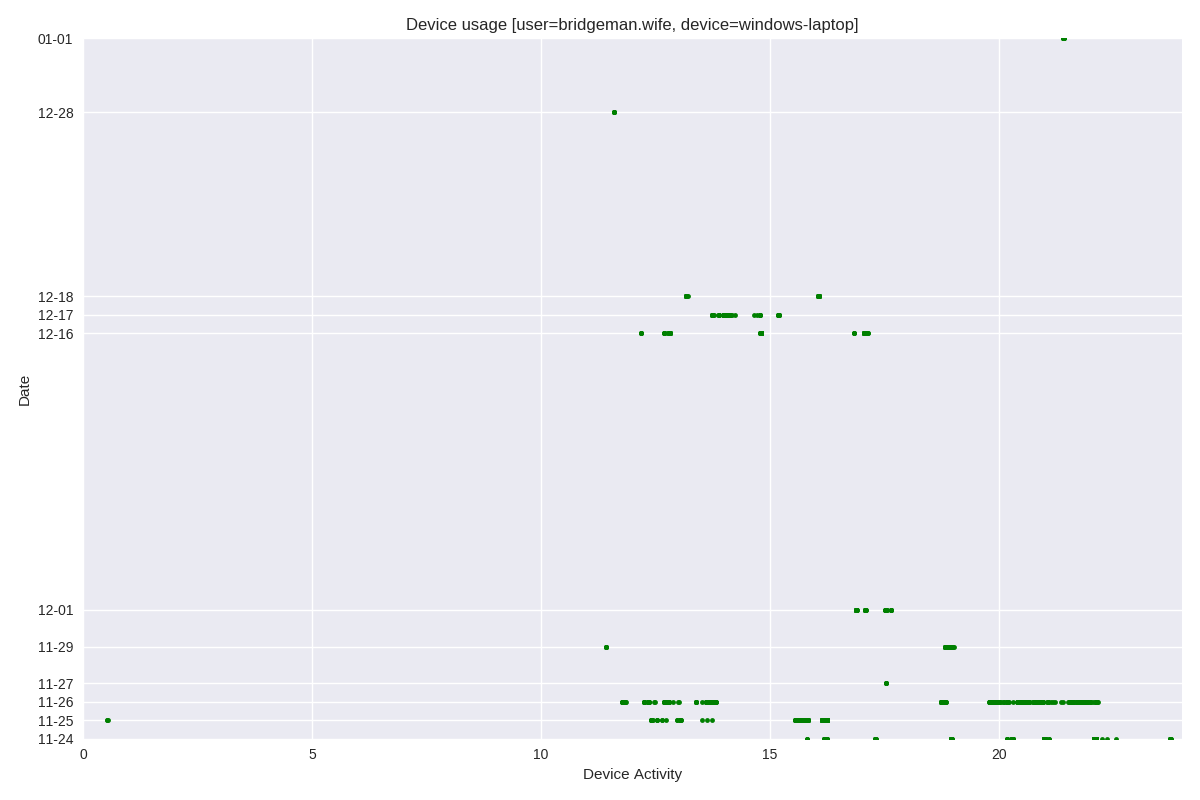 Device usage [user=bridgeman.wife, device=windows-laptop]
01-01
12-28
12-18
12-17
12-16
Date
12-01
11-29
11-27
11-26
11-25
11-24
0 5 10 15 20
Device Activity